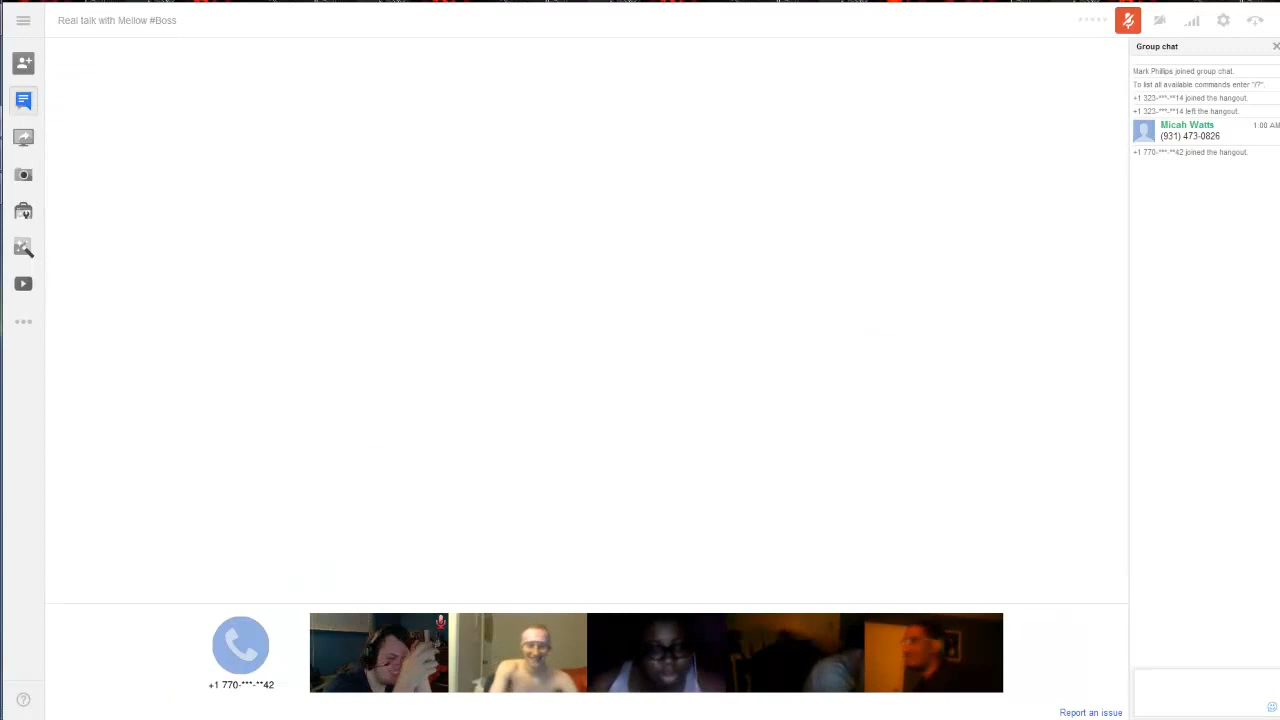 Real talk with Mellow #Boss
Group chat
Mark Phillips joined group chat.
To list all available commands enter "/?".
+1 323-***-**14 joined the hangout.
+1 323-***-**14 left the hangout.
Micah Watts 1:00 AM
(931) 473-0826
+1 770-***-**42 joined the hangout.
+1 770-***-**42
Report an issue